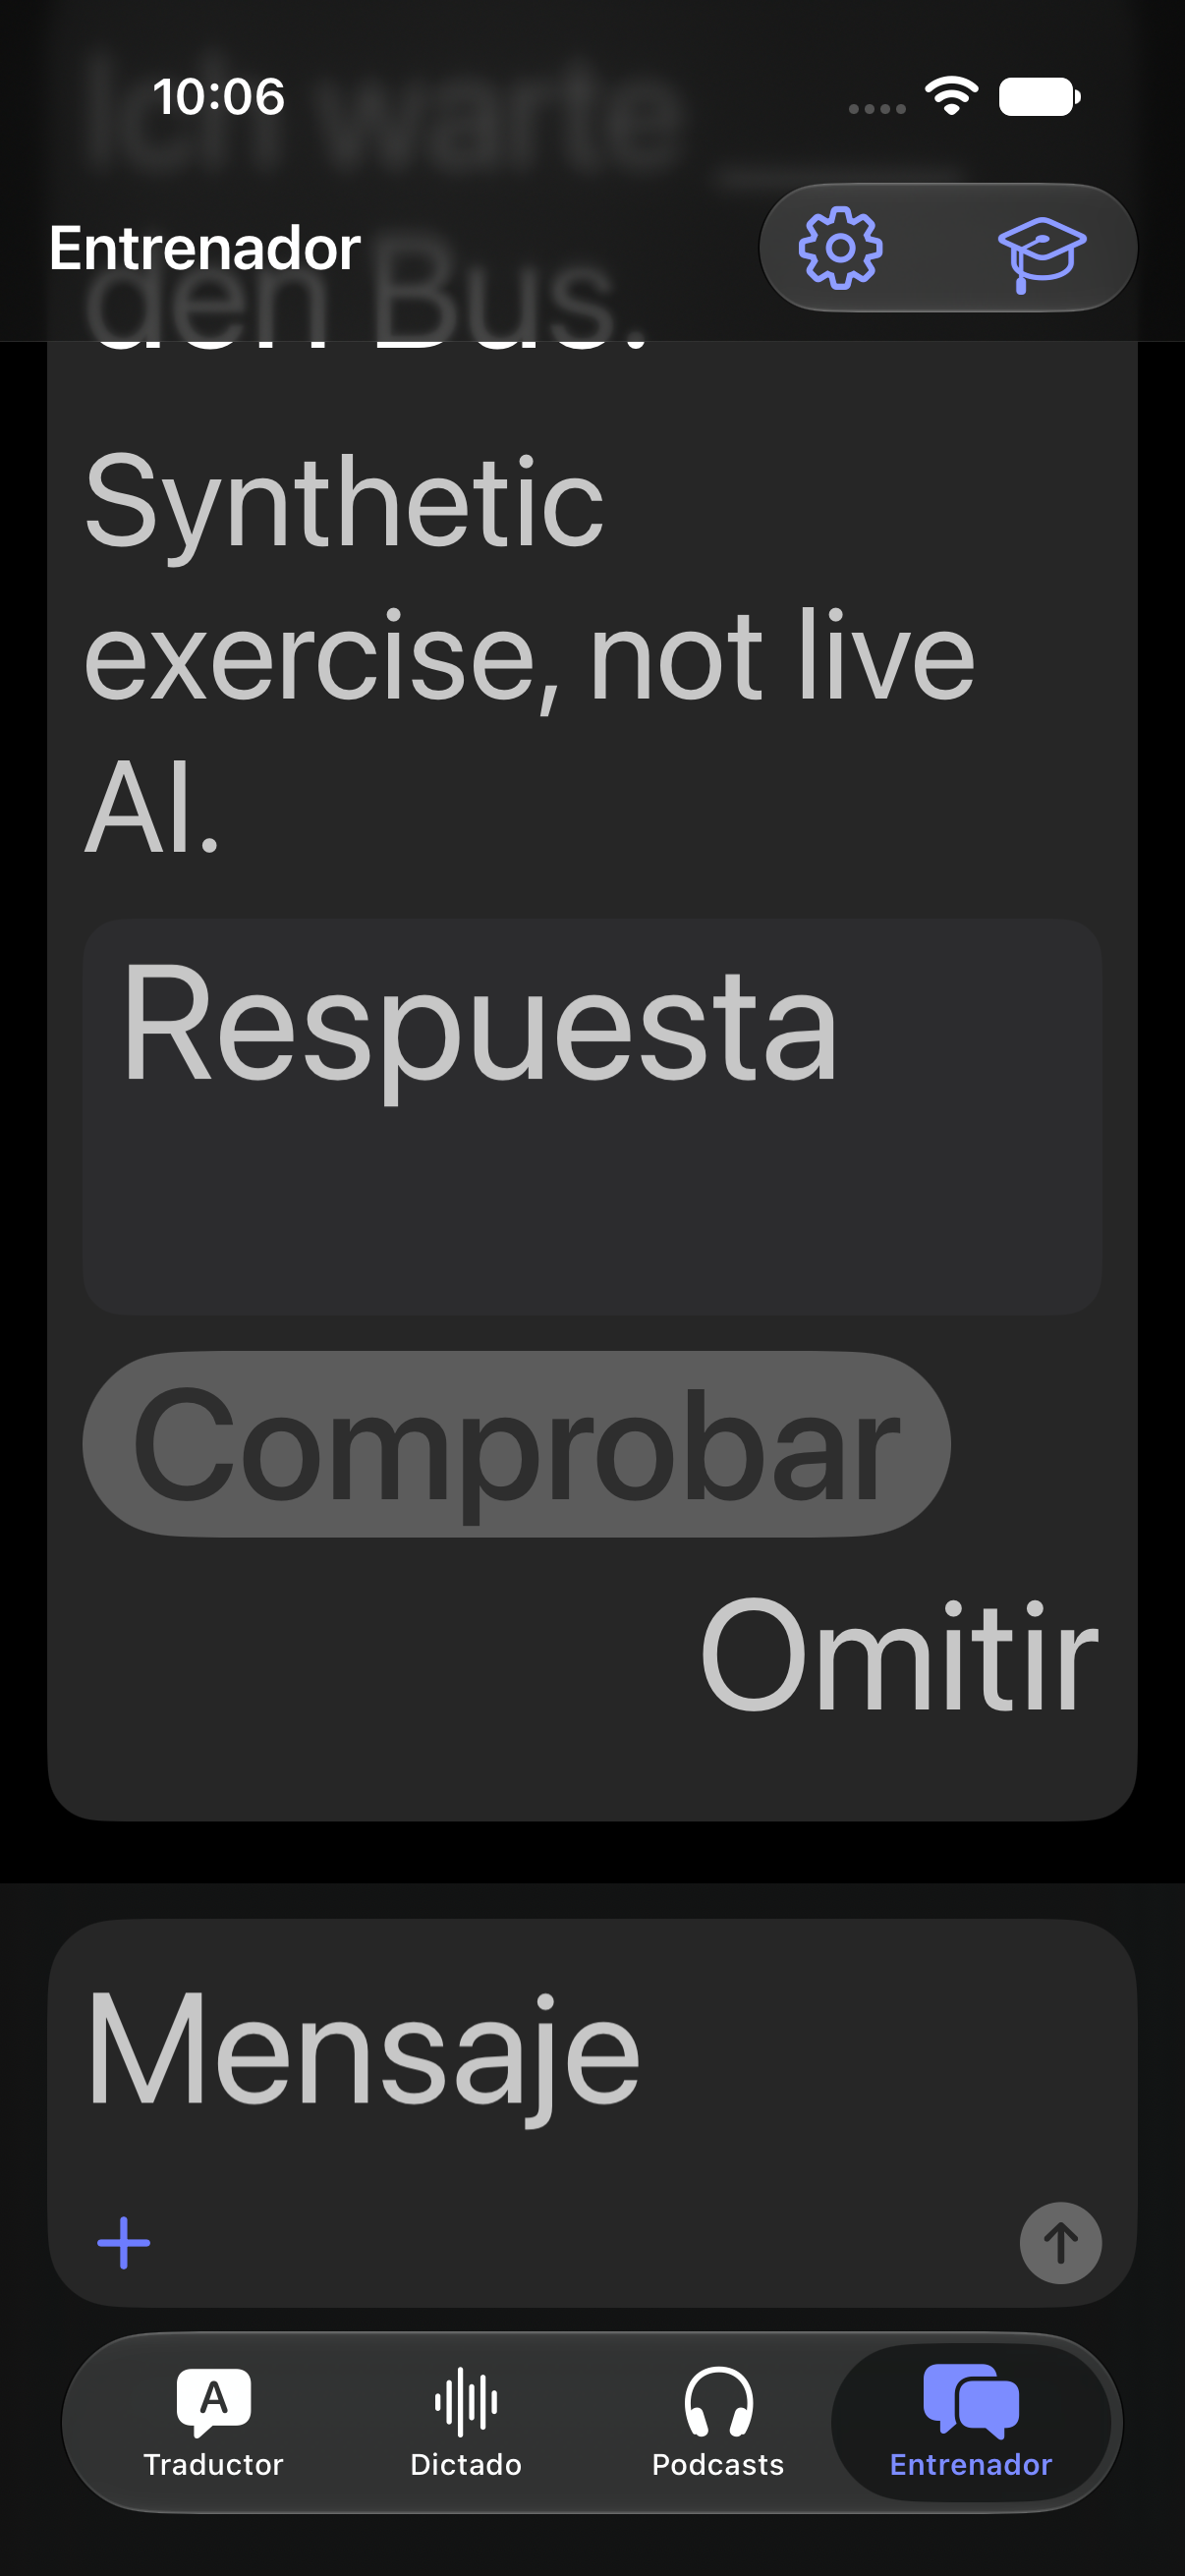 Ich warte ______
10:06
Entrenador
den Bus.
Synthetic
exercise, not live
AI.
Respuesta
Comprobar
Omitir
Mensaje
A
Traductor
Dictado
Podcasts
Entrenador